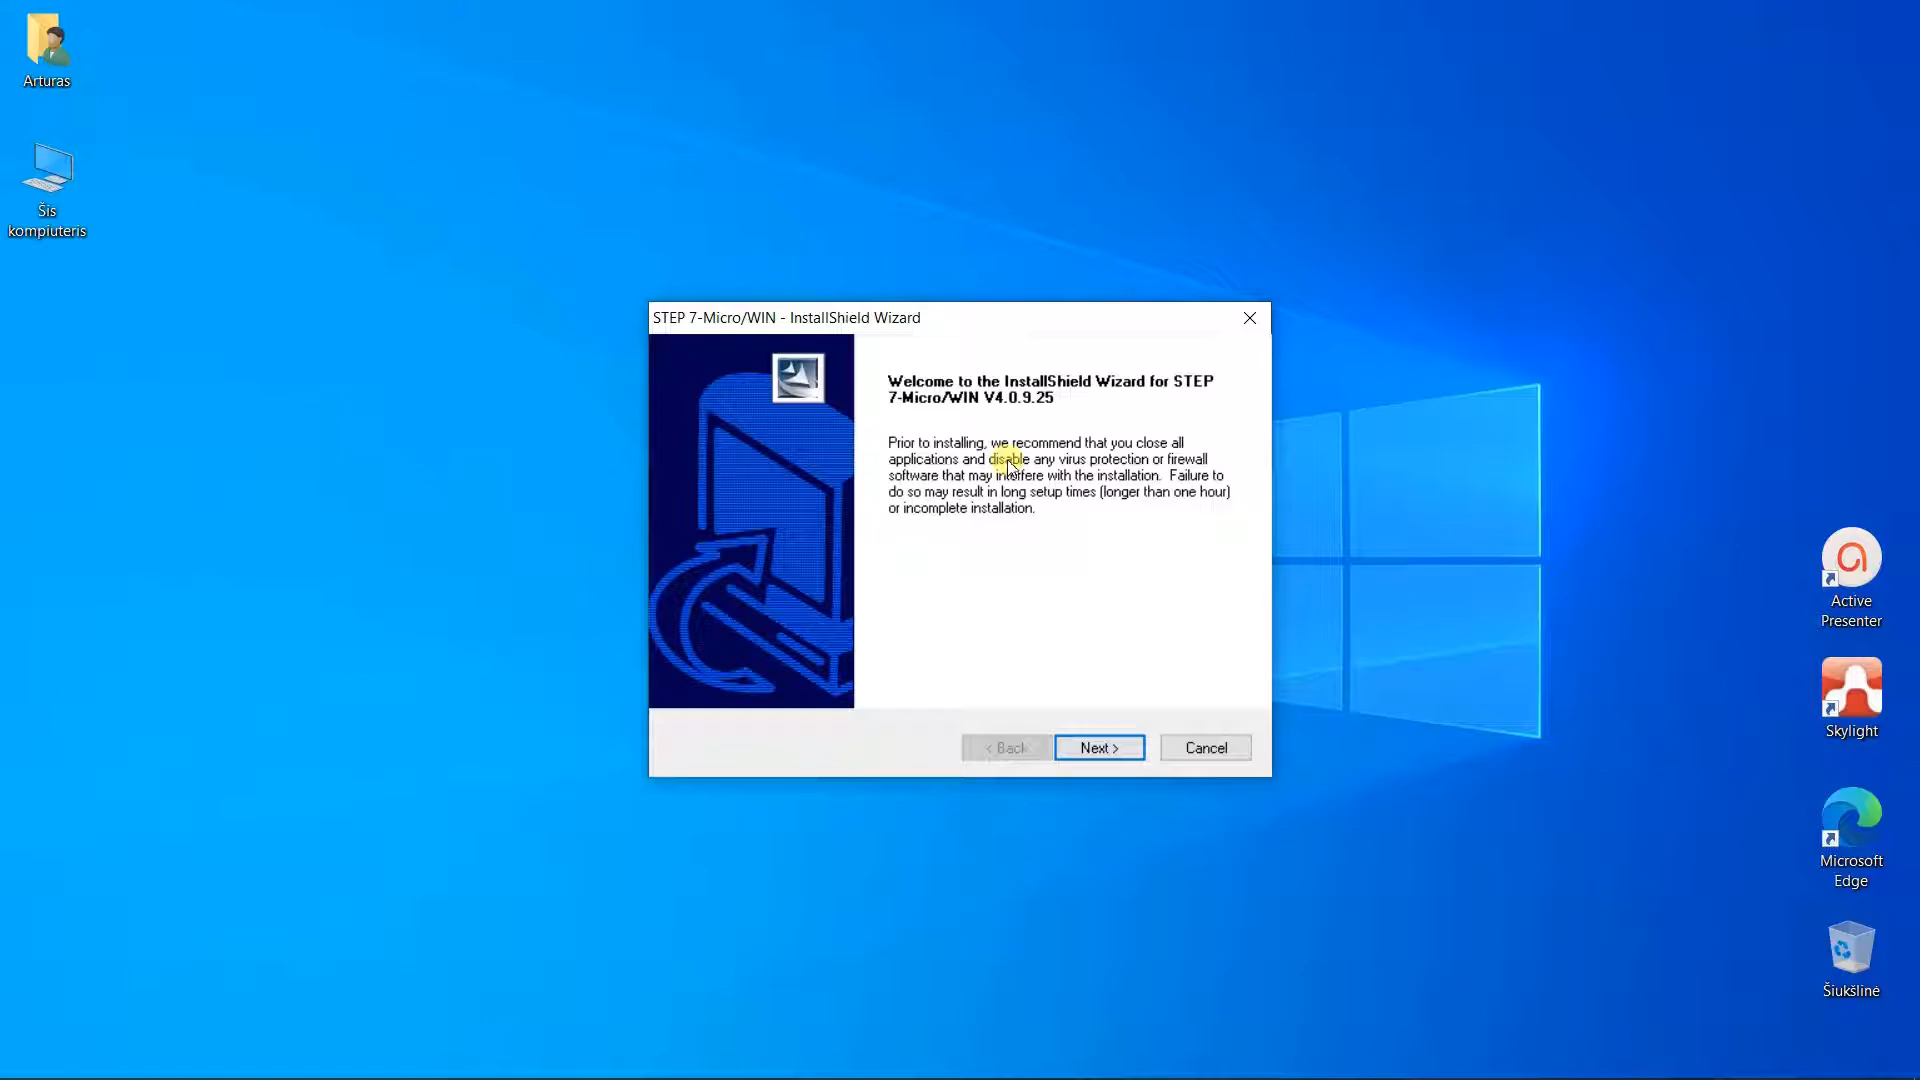 Arturas
Šis
kompiuteris
STEP 7-Micro/WIN - InstallShield Wizard
Welcome to the InstallShield Wizard for STEP
7-Micro/WIN V4.0.9.25
Prior to installing, we recommend that you close all
applications and disable any virus protection or firewall
software that may interfere with the installation.  Failure to
do so may result in long setup times (longer than one hour)
or incomplete installation.
< Back
Next >
Cancel
Active
Presenter
Skylight
Microsoft
Edge
Šiukšlinė